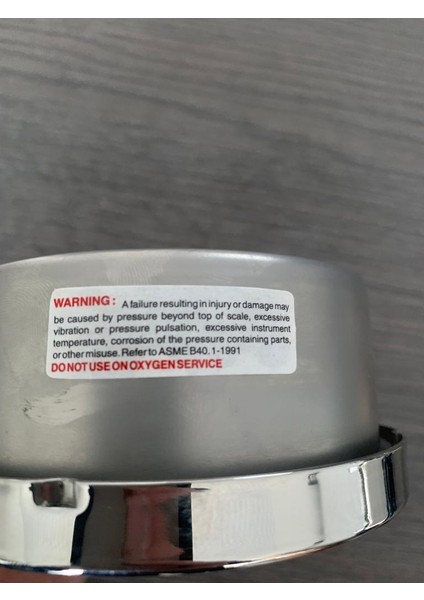 WARNING: A failure resulting in injury or damage may
be caused by pressure beyond top of scale, excessive
vibration or pressure pulsation, excessive instrument
temperature, corrosion of the pressure containing parts,
or other misuse. Refer to ASME B40.1-1991
DO NOT USE ON OXYGEN SERVICE